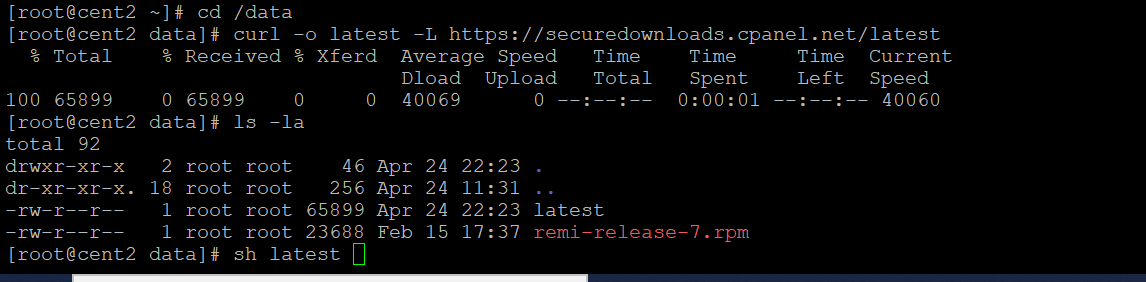 [root@cent2 ~]# cd /data
[root@cent2 data]# curl -o latest -L https://securedownloads.cpanel.net/latest
  % Total    % Received % Xferd  Average Speed   Time    Time     Time  Current
                                 Dload  Upload   Total   Spent    Left  Speed
100 65899    0 65899    0     0  40069      0 --:--:--  0:00:01 --:--:-- 40060
[root@cent2 data]# ls -la
total 92
drwxr-xr-x   2 root root    46 Apr 24 22:23 .
dr-xr-xr-x. 18 root root   256 Apr 24 11:31 ..
-rw-r--r--   1 root root 65899 Apr 24 22:23 latest
-rw-r--r--   1 root root 23688 Feb 15 17:37 remi-release-7.rpm
[root@cent2 data]# sh latest